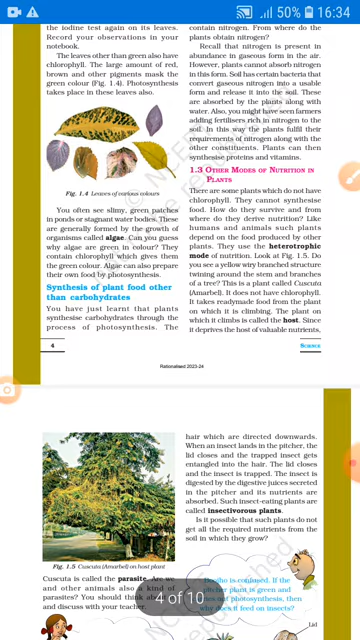 50% 16:34
the iodine test again on its leaves.
Record your observations in your
notebook.
The leaves other than green also have
chlorophyll. The large amount of red,
brown and other pigments mask the
green colour (Fig. 1.4). Photosynthesis
takes place in these leaves also.
Fig. 1.4 Leaves of various colours
You often see slimy, green patches
in ponds or stagnant water bodies. These
are generally formed by the growth of
organisms called algae. Can you guess
why algae are green in colour? They
contain chlorophyll which gives them
the green colour. Algae can also prepare
their own food by photosynthesis.
Synthesis of plant food other
than carbohydrates
You have just learnt that plants
synthesise carbohydrates through the
process of photosynthesis. The
contain nitrogen. From where do the
plants obtain nitrogen?
Recall that nitrogen is present in
abundance in gaseous form in the air.
However, plants cannot absorb nitrogen
in this form. Soil has certain bacteria that
convert gaseous nitrogen into a usable
form and release it into the soil. These
are absorbed by the plants along with
water. Also, you might have seen farmers
adding fertilisers rich in nitrogen to the
soil. In this way the plants fulfil their
requirements of nitrogen along with the
other constituents. Plants can then
synthesise proteins and vitamins.
1.3 OTHER MODES OF NUTRITION IN
PLANTS
There are some plants which do not have
chlorophyll. They cannot synthesise
food. How do they survive and from
where do they derive nutrition? Like
humans and animals such plants
depend on the food produced by other
plants. They use the heterotrophic
mode of nutrition. Look at Fig. 1.5. Do
you see a yellow wiry branched structure
twining around the stem and branches
of a tree? This is a plant called Cuscuta
(Amarbel). It does not have chlorophyll.
It takes readymade food from the plant
on which it is climbing. The plant on
which it climbs is called the host. Since
it deprives the host of valuable nutrients,
4
SCIENCE
Rationalised 2023-24
Fig. 1.5 Cuscuta (Amarbel) on host plant
Cuscuta is called the parasite. Are we
and other animals also a kind of
parasites? You should think about
and discuss with your teacher.
hair which are directed downwards.
When an insect lands in the pitcher, the
lid closes and the trapped insect gets
entangled into the hair. The lid closes
and the insect is trapped. The insect is
digested by the digestive juices secreted
in the pitcher and its nutrients are
absorbed. Such insect-eating plants are
called insectivorous plants.
Is it possible that such plants do not
get all the required nutrients from the
soil in which they grow?
is confused. If the
pitcher plant is green and
out photosynthesis, then
why does it feed on insects?
Lid
4 of 10